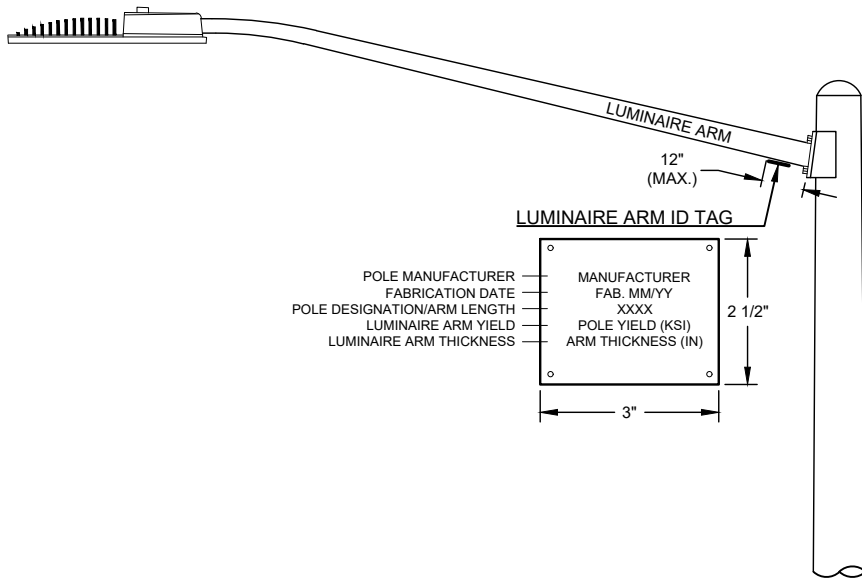 LUMINAIRE ARM
12"
(MAX.)
LUMINAIRE ARM ID TAG
POLE MANUFACTURER
FABRICATION DATE
POLE DESIGNATION/ARM LENGTH
LUMINAIRE ARM YIELD
LUMINAIRE ARM THICKNESS
MANUFACTURER
FAB. MM/YY
XXXX
POLE YIELD (KSI)
ARM THICKNESS (IN)
2 1/2"
3"